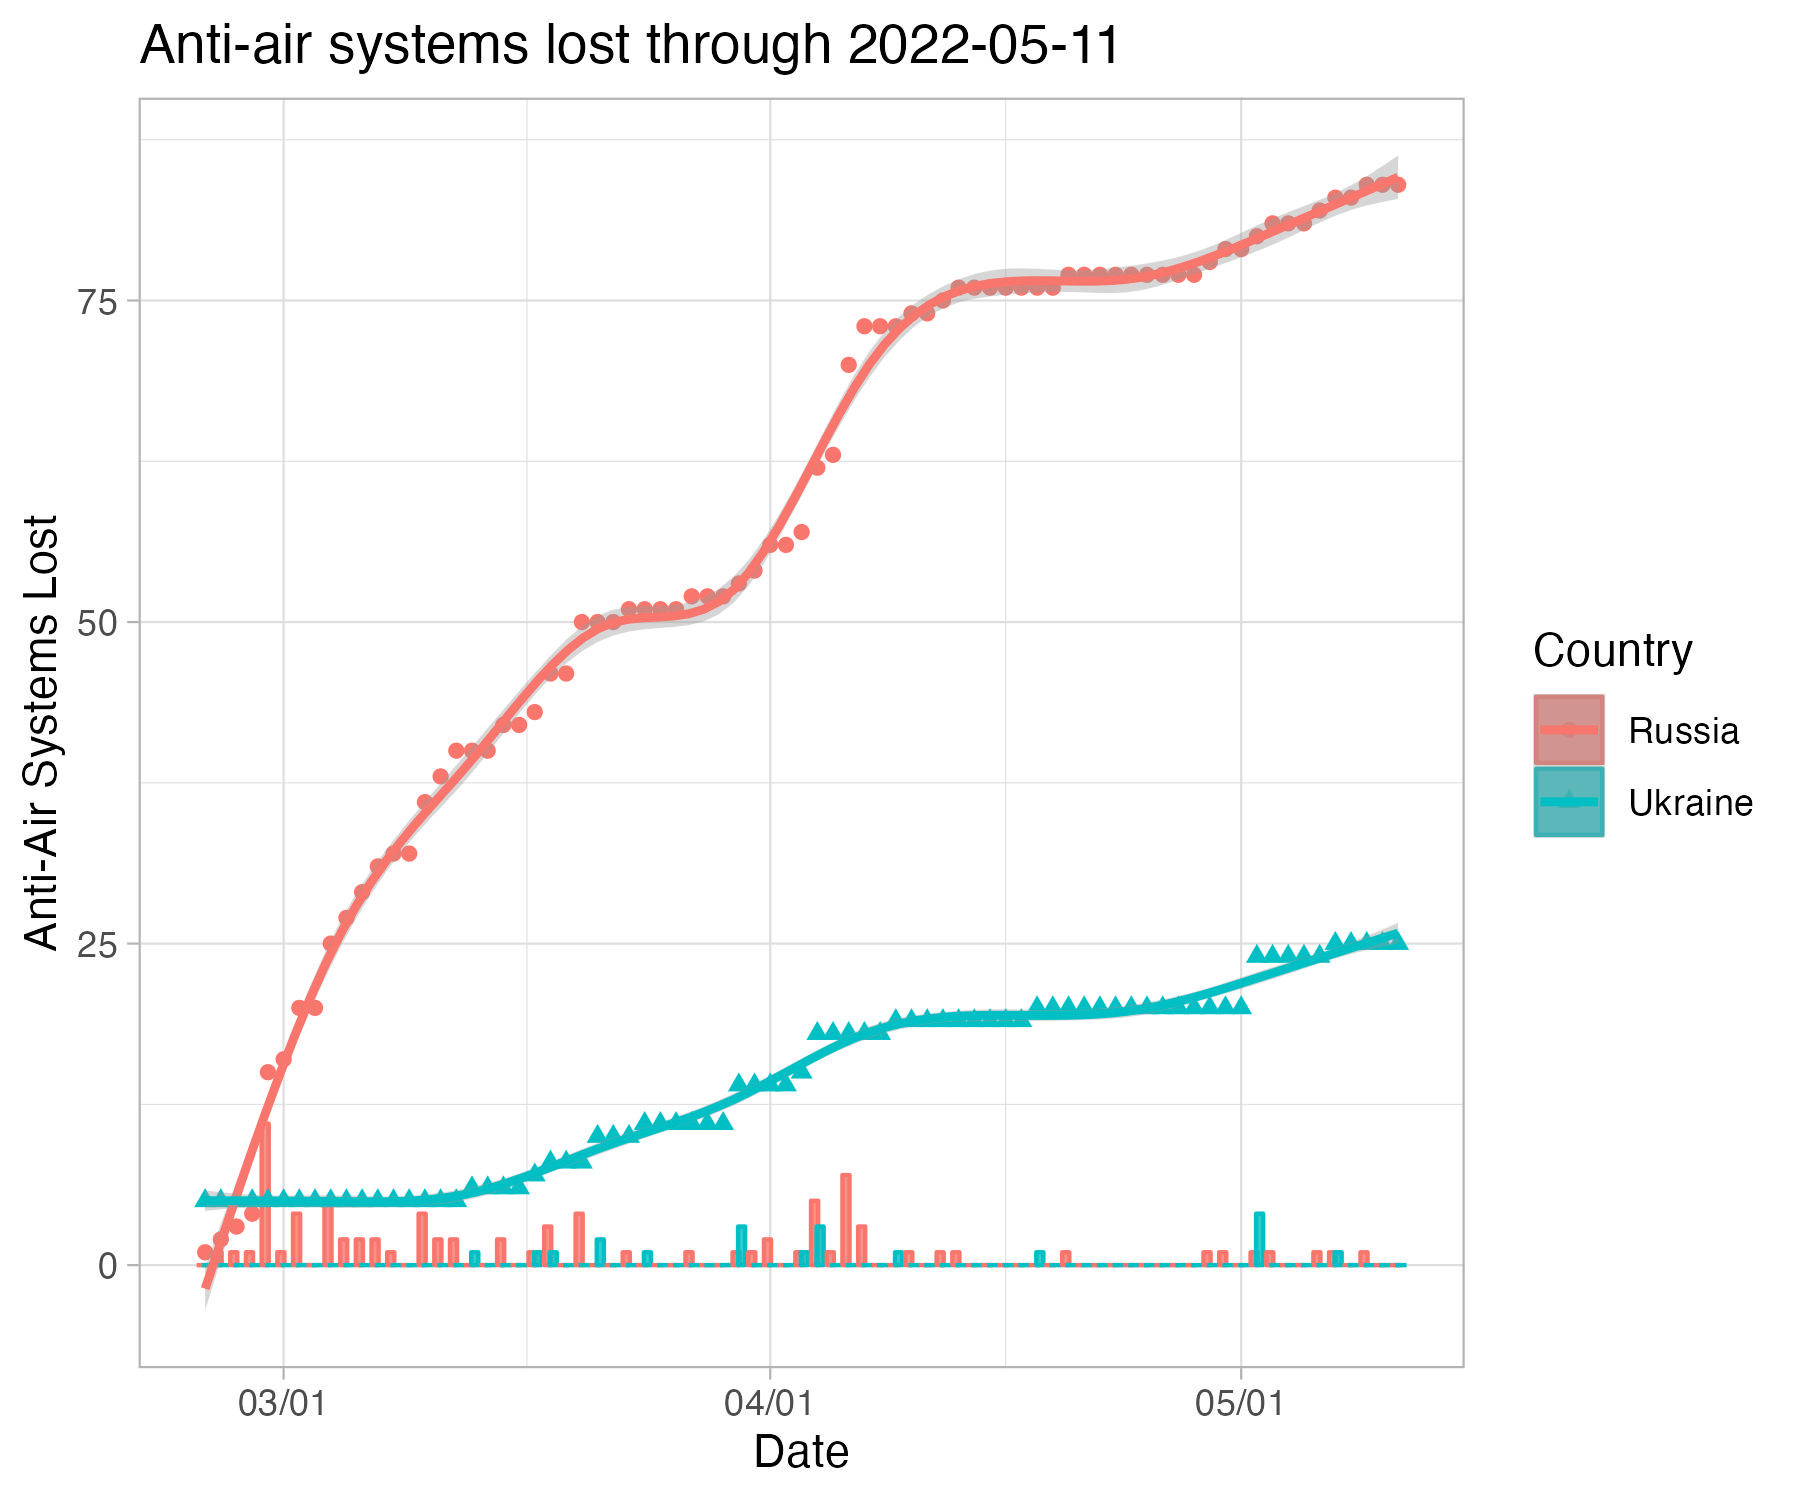 Anti-air systems lost through 2022-05-11
Anti-Air Systems Lost
75
50
25
0
03/01
04/01
05/01
Date
Country
Russia
Ukraine